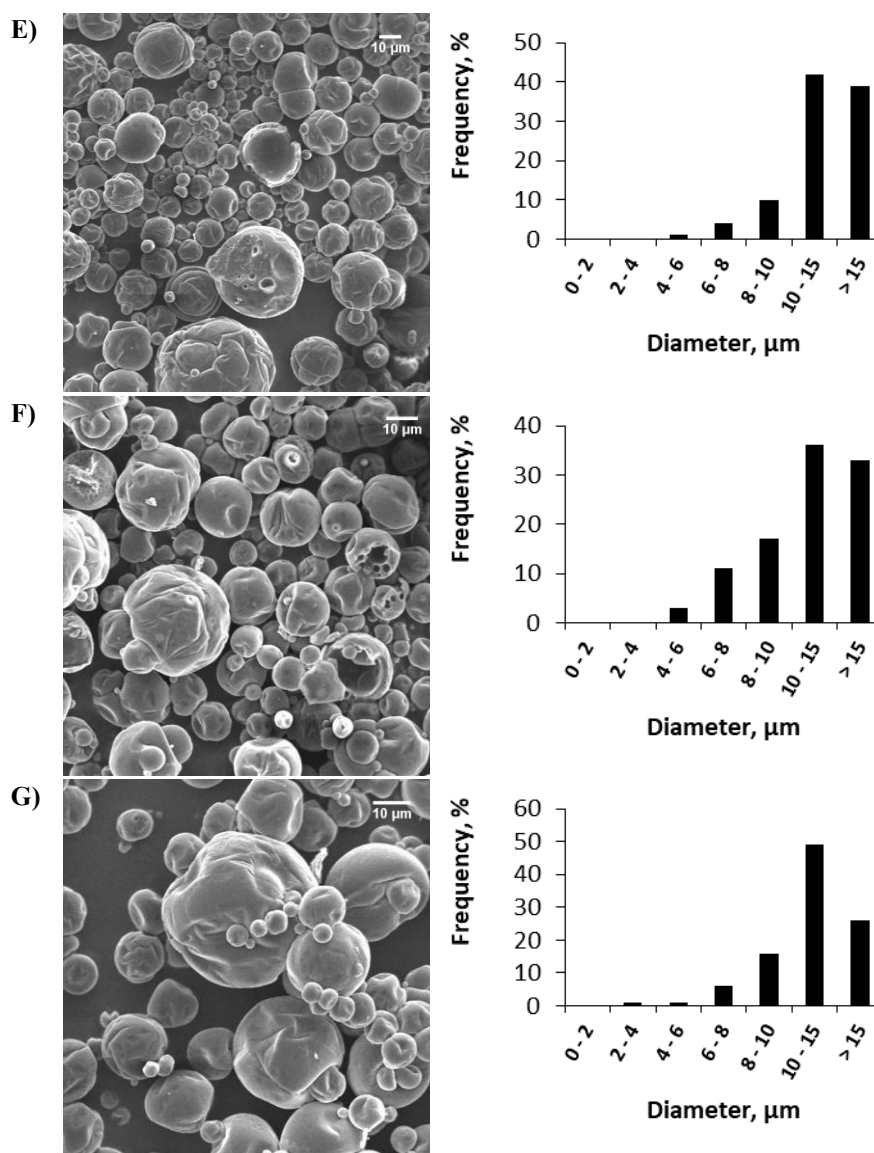 E)
10 µm
Frequency, %
50
40
30
20
10
0
0 - 2
2 - 4
4 - 6
6 - 8
8 - 10
10 - 15
> 15
Diameter, µm
F)
10 µm
Frequency, %
40
30
20
10
0
0 - 2
2 - 4
4 - 6
6 - 8
8 - 10
10 - 15
> 15
Diameter, µm
G)
10 µm
Frequency, %
60
50
40
30
20
10
0
0 - 2
2 - 4
4 - 6
6 - 8
8 - 10
10 - 15
> 15
Diameter, µm